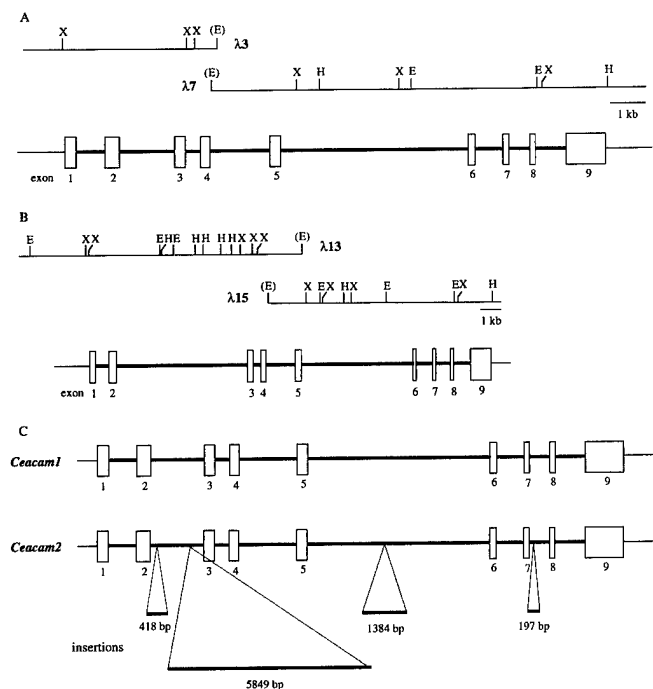 A
X X X (E) λ3
(E) X H X E E X H
λ7
1 kb
exon 1 2 3 4 5 6 7 8 9
B
E X X E H E H H H H X X X (E) λ13
(E) X E X H X E E X H
λ15
1 kb
exon 1 2 3 4 5 6 7 8 9
C
Ceacam1
1 2 3 4 5 6 7 8 9
Ceacam2
1 2 3 4 5 6 7 8 9
418 bp 1384 bp 197 bp
insertions
5849 bp